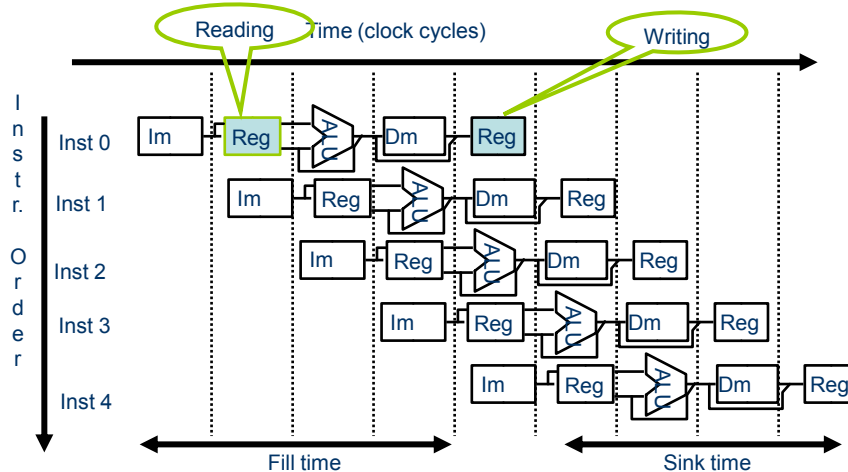 Reading
Time (clock cycles)
Writing
Instr. Order
Inst 0
Im
Reg
ALU
Dm
Reg
Inst 1
Im
Reg
ALU
Dm
Reg
Inst 2
Im
Reg
ALU
Dm
Reg
Inst 3
Im
Reg
ALU
Dm
Reg
Inst 4
Im
Reg
ALU
Dm
Reg
Fill time
Sink time